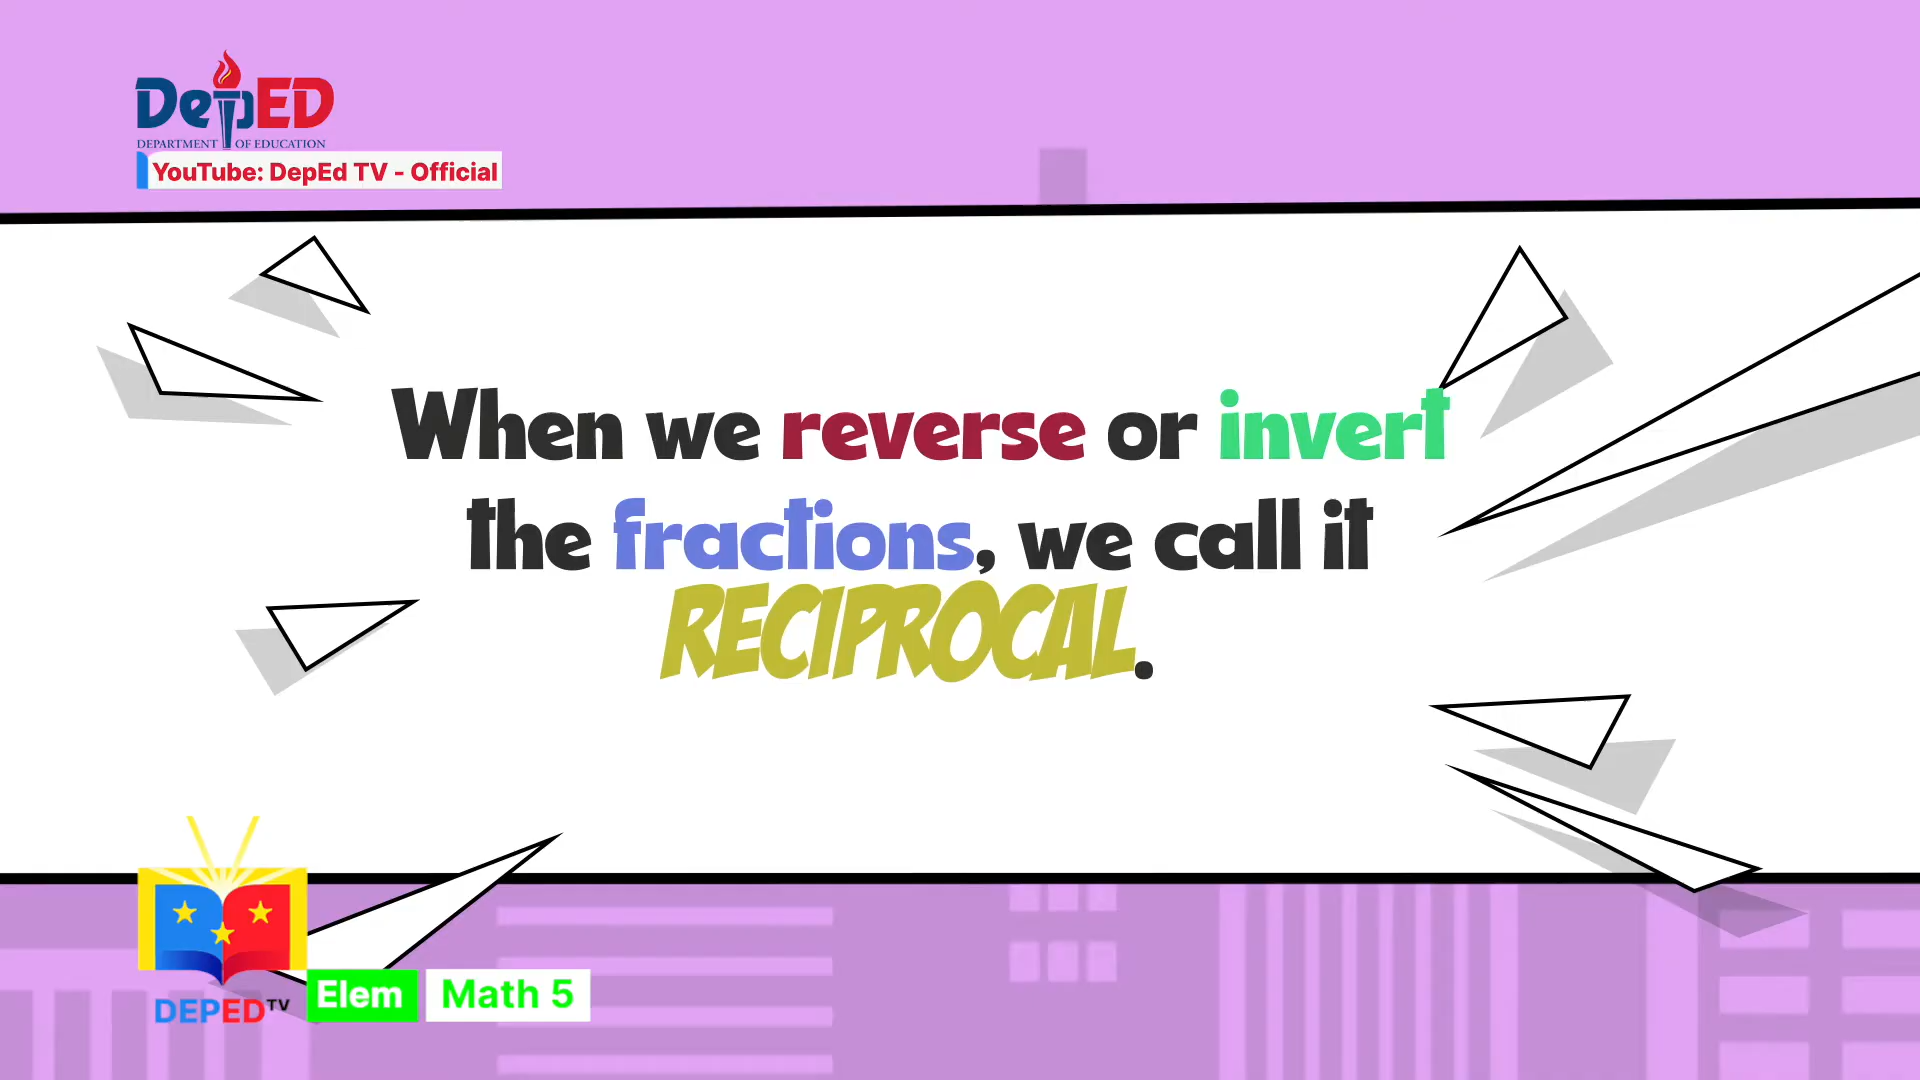 DepED
DEPARTMENT OF EDUCATION
YouTube: DepEd TV - Official
When we reverse or invert
the fractions, we call it
RECIPROCAL.
DEPED TV
Elem Math 5